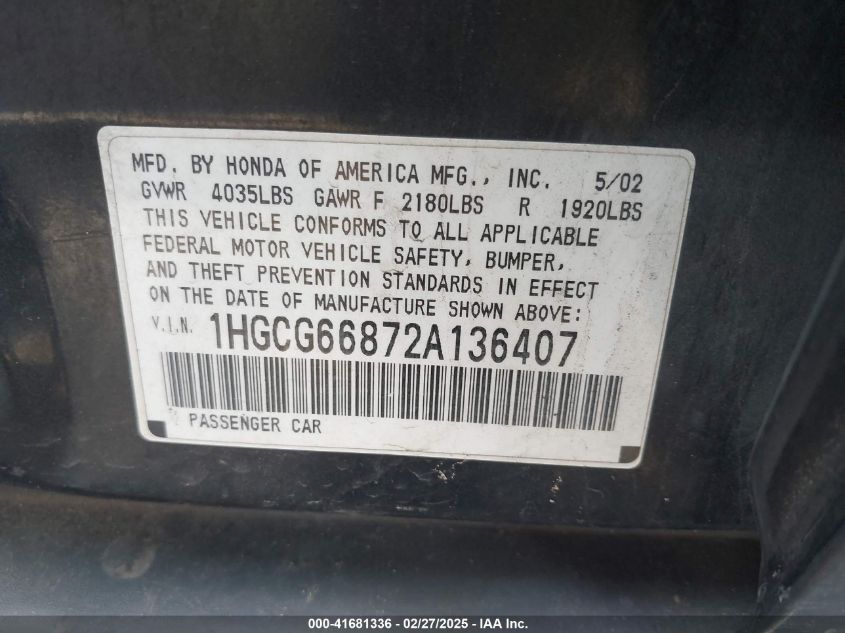 MFD. BY HONDA OF AMERICA MFG., INC. 5/02
GVWR 4035LBS GAWR F 2180LBS R 1920LBS
THIS VEHICLE CONFORMS TO ALL APPLICABLE
FEDERAL MOTOR VEHICLE SAFETY, BUMPER,
AND THEFT PREVENTION STANDARDS IN EFFECT
ON THE DATE OF MANUFACTURE SHOWN ABOVE:
V.I.N. 1HGCG66872A136407
PASSENGER CAR
000-41681336 - 02/27/2025 - IAA Inc.